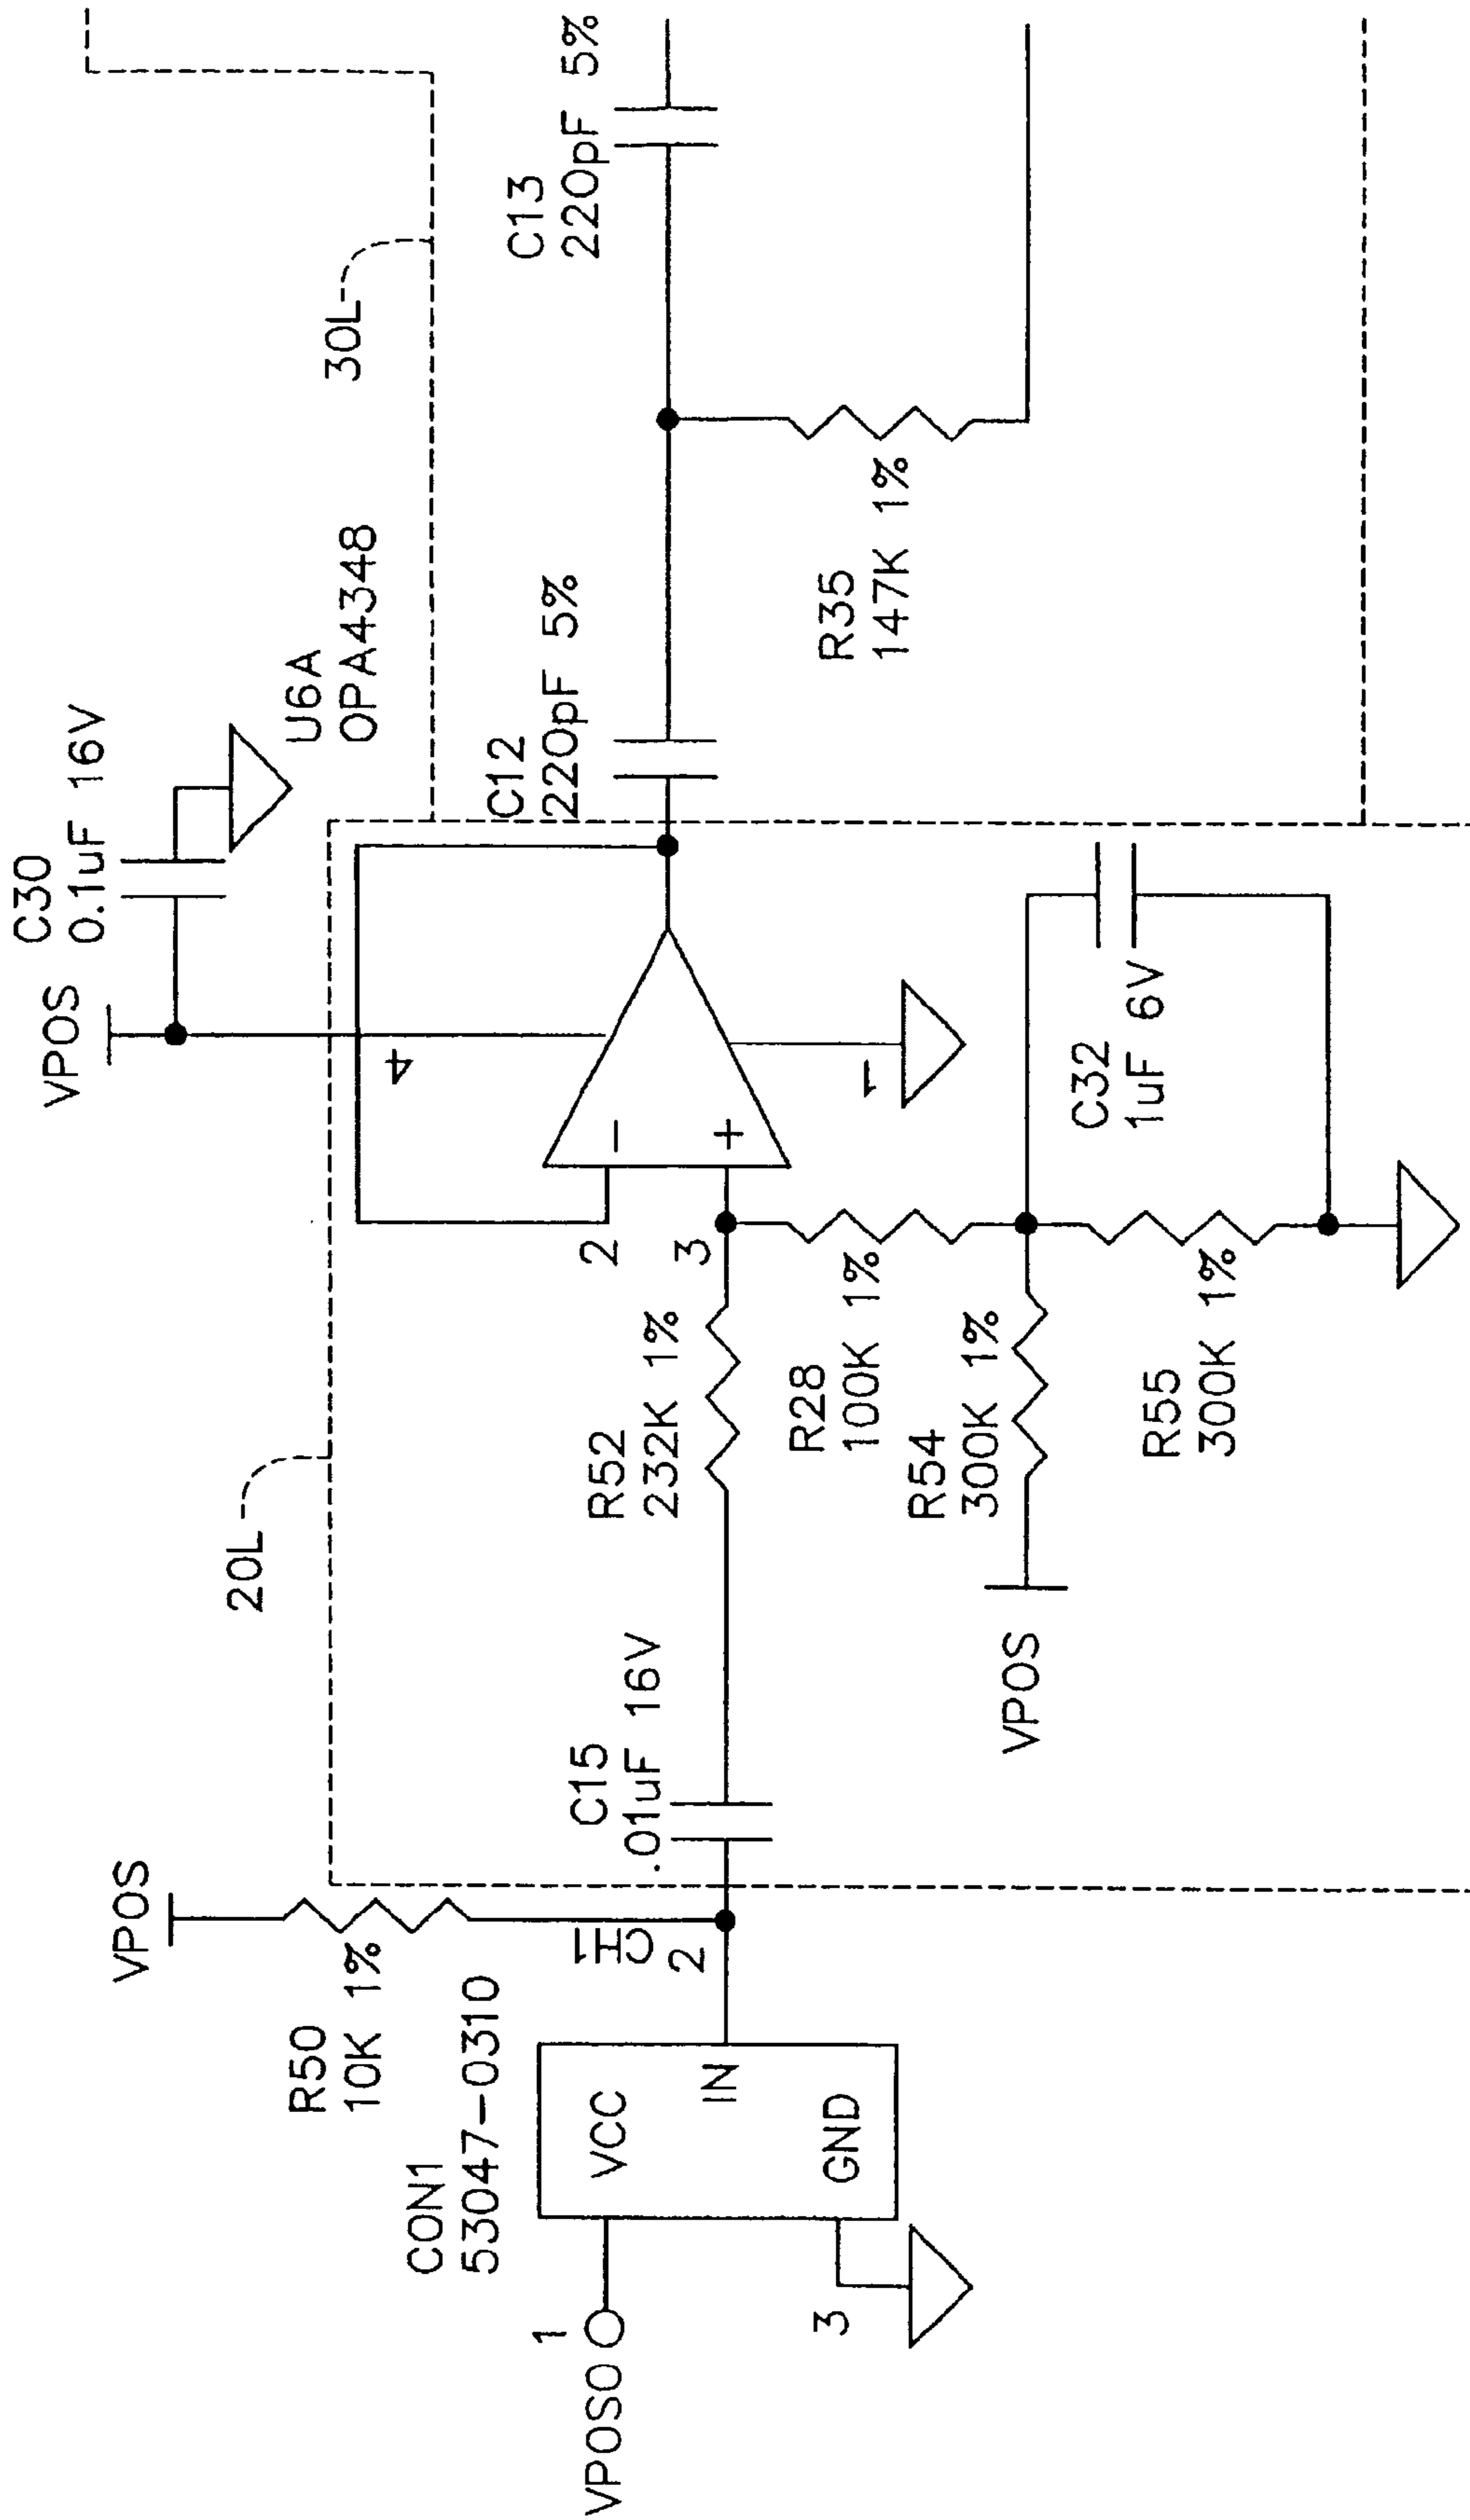 VPOSO
1
3
CON1
53047-0310
VCC
IN
GND
VPOS
R50
10K 1%
CH1
2
20L
C15
.01uF 16V
R52
232K 1%
2
3
R28
100K 1%
VPOS
R54
300K 1%
R55
300K 1%
C32
1uF 6V
VPOS
C30
0.1uF 16V
4
1
−
+
U6A
OPA4348
30L
C12
220pF 5%
R35
147K 1%
C13
220pF 5%